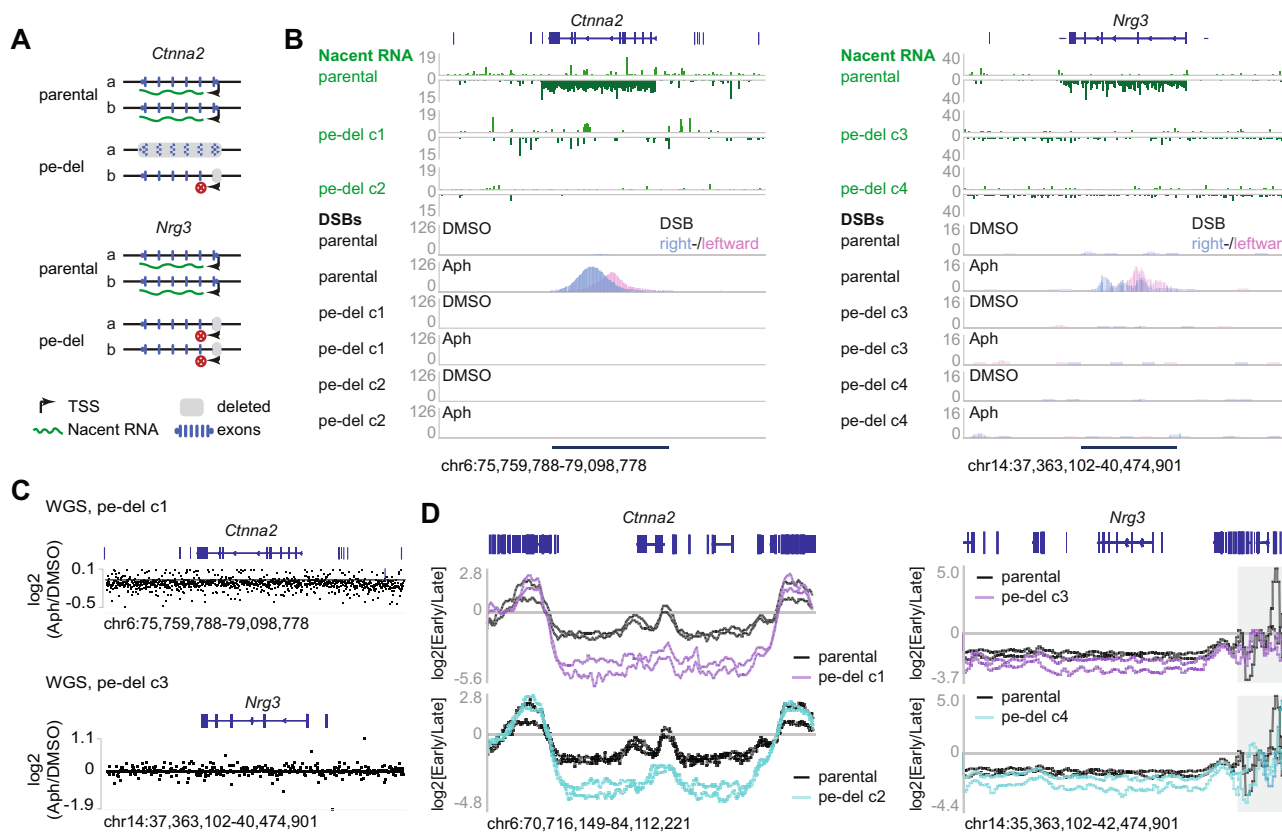 A
Ctnna2
parental
a
b
pe-del
a
b
Nrg3
parental
a
b
pe-del
a
b
TSS
deleted
Nacent RNA
exons
B
Ctnna2
Nacent RNA
parental
19
0
0
15
pe-del c1
19
0
0
15
pe-del c2
19
0
0
15
DSBs
parental
126
0
DMSO
DSB
right-/leftward
parental
126
0
Aph
pe-del c1
126
0
DMSO
pe-del c1
126
0
Aph
pe-del c2
126
0
DMSO
pe-del c2
126
0
Aph
chr6:75,759,788-79,098,778
Nrg3
Nacent RNA
parental
40
0
0
40
pe-del c3
40
0
0
40
pe-del c4
40
0
0
40
DSBs
parental
16
0
DMSO
DSB
right-/leftwar
parental
16
0
Aph
pe-del c3
16
0
DMSO
pe-del c3
16
0
Aph
pe-del c4
16
0
DMSO
pe-del c4
16
0
Aph
chr14:37,363,102-40,474,901
C
WGS, pe-del c1
Ctnna2
log2
(Aph/DMSO)
0.1
-0.5
chr6:75,759,788-79,098,778
WGS, pe-del c3
Nrg3
log2
(Aph/DMSO)
1.1
0
-1.9
chr14:37,363,102-40,474,901
D
Ctnna2
log2[Early/Late]
2.8
0
-5.6
parental
pe-del c1
log2[Early/Late]
2.8
0
-4.8
parental
pe-del c2
chr6:70,716,149-84,112,221
Nrg3
log2[Early/Late]
5.0
0
-3.7
parental
pe-del c3
log2[Early/Late]
5.0
0
-4.4
parental
pe-del c4
chr14:35,363,102-42,474,901